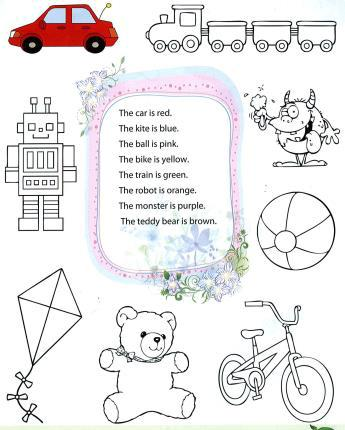 The car is red.
The kite is blue.
The ball is pink.
The bike is yellow.
The train is green.
The robot is orange.
The monster is purple.
The teddy bear is brown.